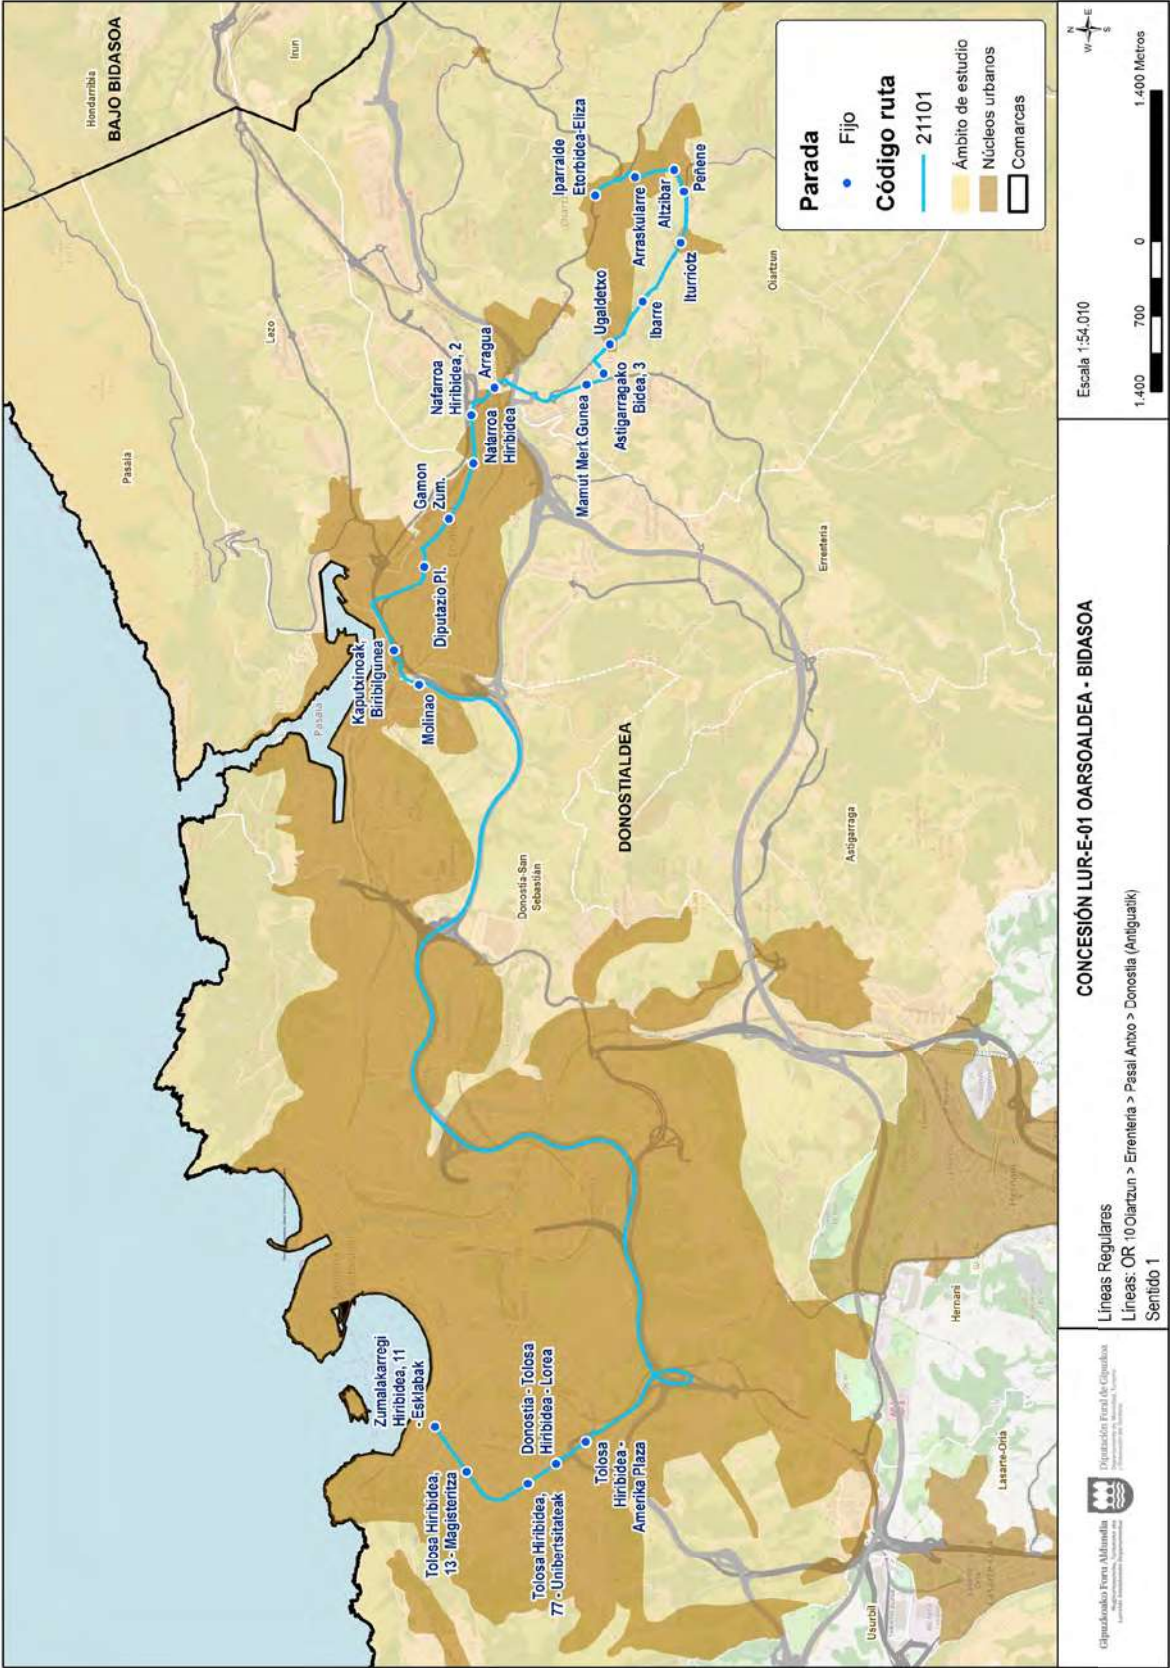 Hondarribia
BAJO BIDASOA
Irun
Lezo
Pasaia
Pasaia
Oiartzun
Errenteria
DONOSTIALDEA
Donostia-San
Sebastián
Astigarraga
Hernani
Lasarte-Oria
Usurbil
Iparralde
Etorbidea-Eliza
Arraskularre
Altzibar
Peñene
Iturriotz
Ibarre
Ugaldetxo
Astigarragako
Bidea, 3
Mamut Merk.Gunea
Arragua
Nafarroa
Hiribidea, 2
Nafarroa
Hiribidea
Gamon
Zum.
Diputazio Pl.
Kaputxinoak,
Biribilgunea
Molinao
Tolosa
Hiribidea -
Amerika Plaza
Donostia - Tolosa
Hiribidea - Lorea
Tolosa Hiribidea,
77 - Unibertsitateak
Tolosa Hiribidea,
13 - Magisteritza
Zumalakarregi
Hiribidea, 11
- Esklabak
Parada
Fijo
Código ruta
21101
Ámbito de estudio
Núcleos urbanos
Comarcas
Gipuzkoako Foru Aldundia
Diputación Foral de Gipuzkoa
CONCESIÓN LUR-E-01 OARSOALDEA - BIDASOA
Líneas Regulares
Líneas: OR 10 Oiartzun > Errenteria > Pasai Antxo > Donostia (Antiguatik)
Sentido 1
Escala 1:54.010
1.400 700 0 1.400 Metros
N
W E
S